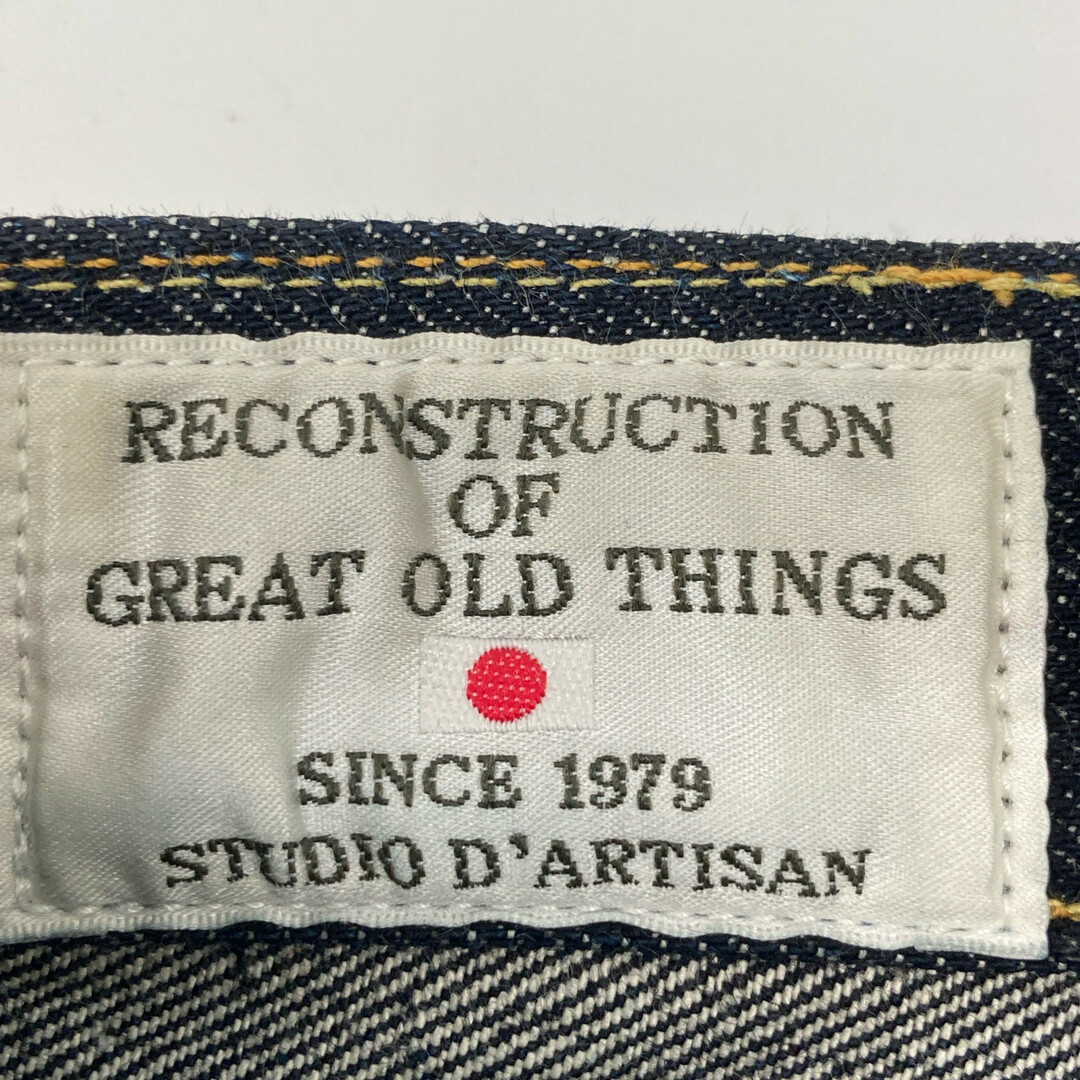 RECONSTRUCTION
OF
GREAT OLD THINGS
SINCE 1979
STUDIO D'ARTISAN